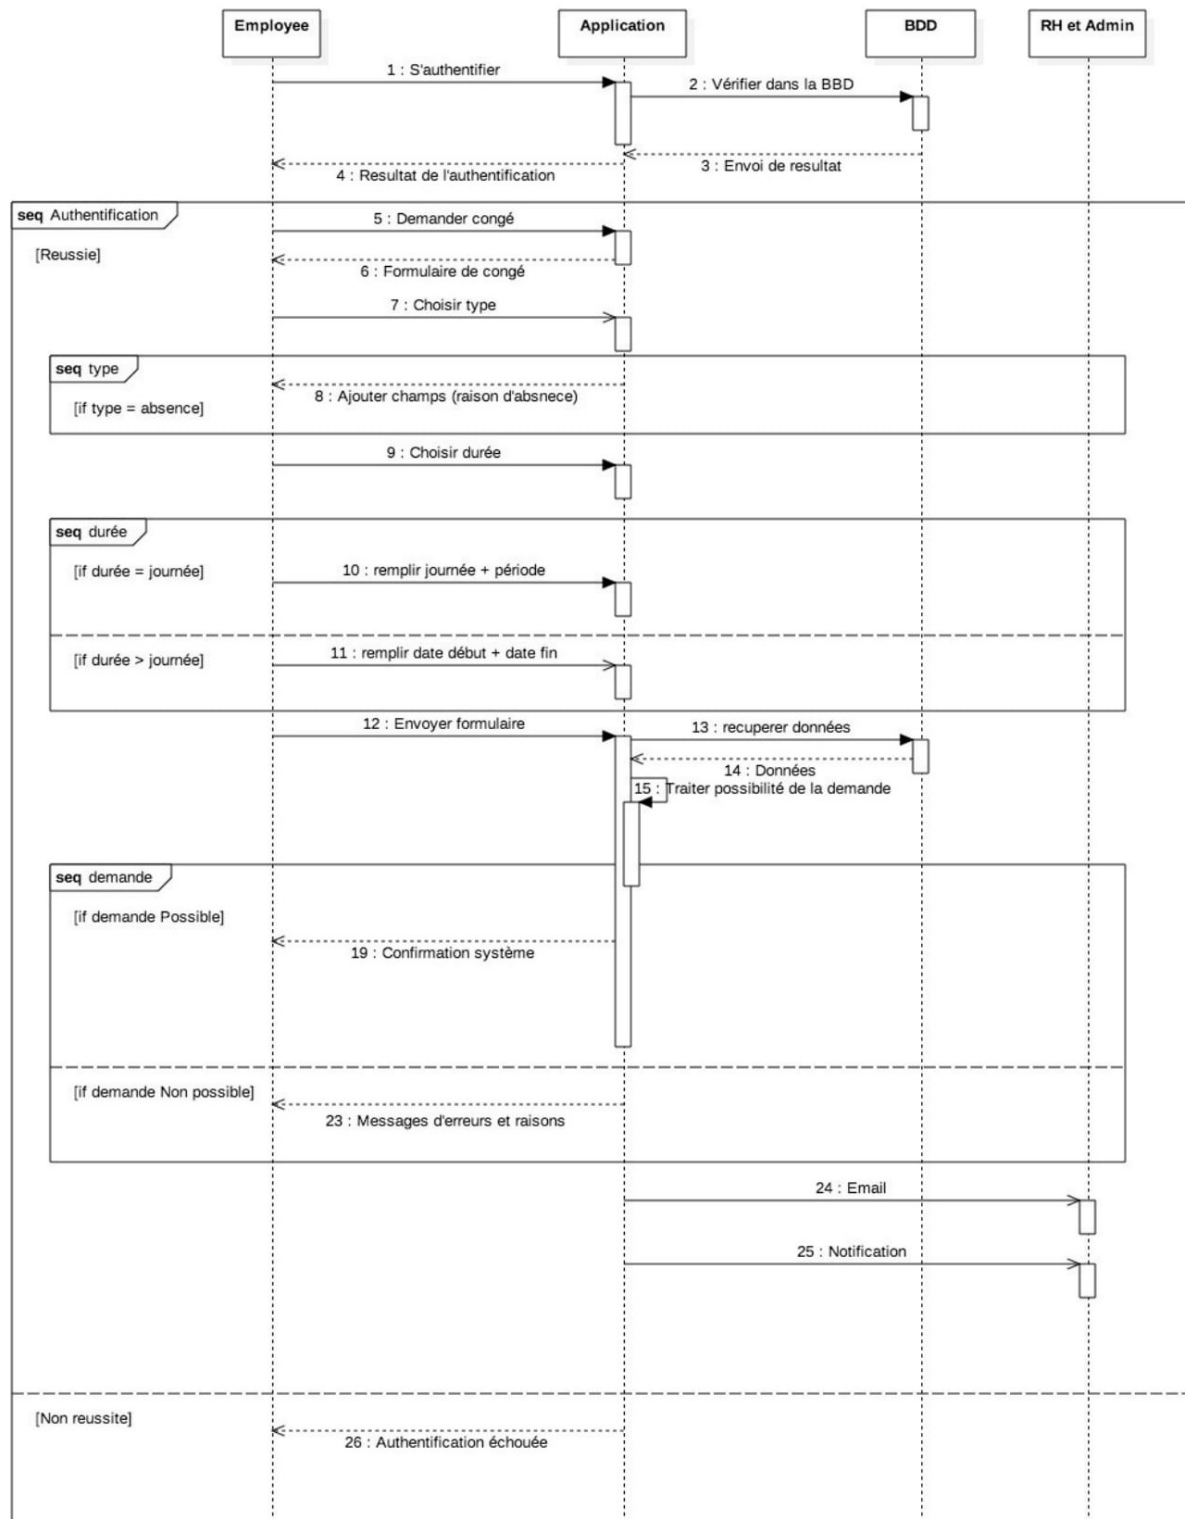 Employee
Application
BDD
RH et Admin
1 : S'authentifier
2 : Vérifier dans la BBD
3 : Envoi de resultat
4 : Resultat de l'authentification
seq Authentification
5 : Demander congé
[Reussie]
6 : Formulaire de congé
7 : Choisir type
seq type
8 : Ajouter champs (raison d'absnece)
[if type = absence]
9 : Choisir durée
seq durée
[if durée = journée]
10 : remplir journée + période
[if durée > journée]
11 : remplir date début + date fin
12 : Envoyer formulaire
13 : recuperer données
14 : Données
15 : Traiter possibilité de la demande
seq demande
[if demande Possible]
19 : Confirmation système
[if demande Non possible]
23 : Messages d'erreurs et raisons
24 : Email
25 : Notification
[Non reussite]
26 : Authentification échouée